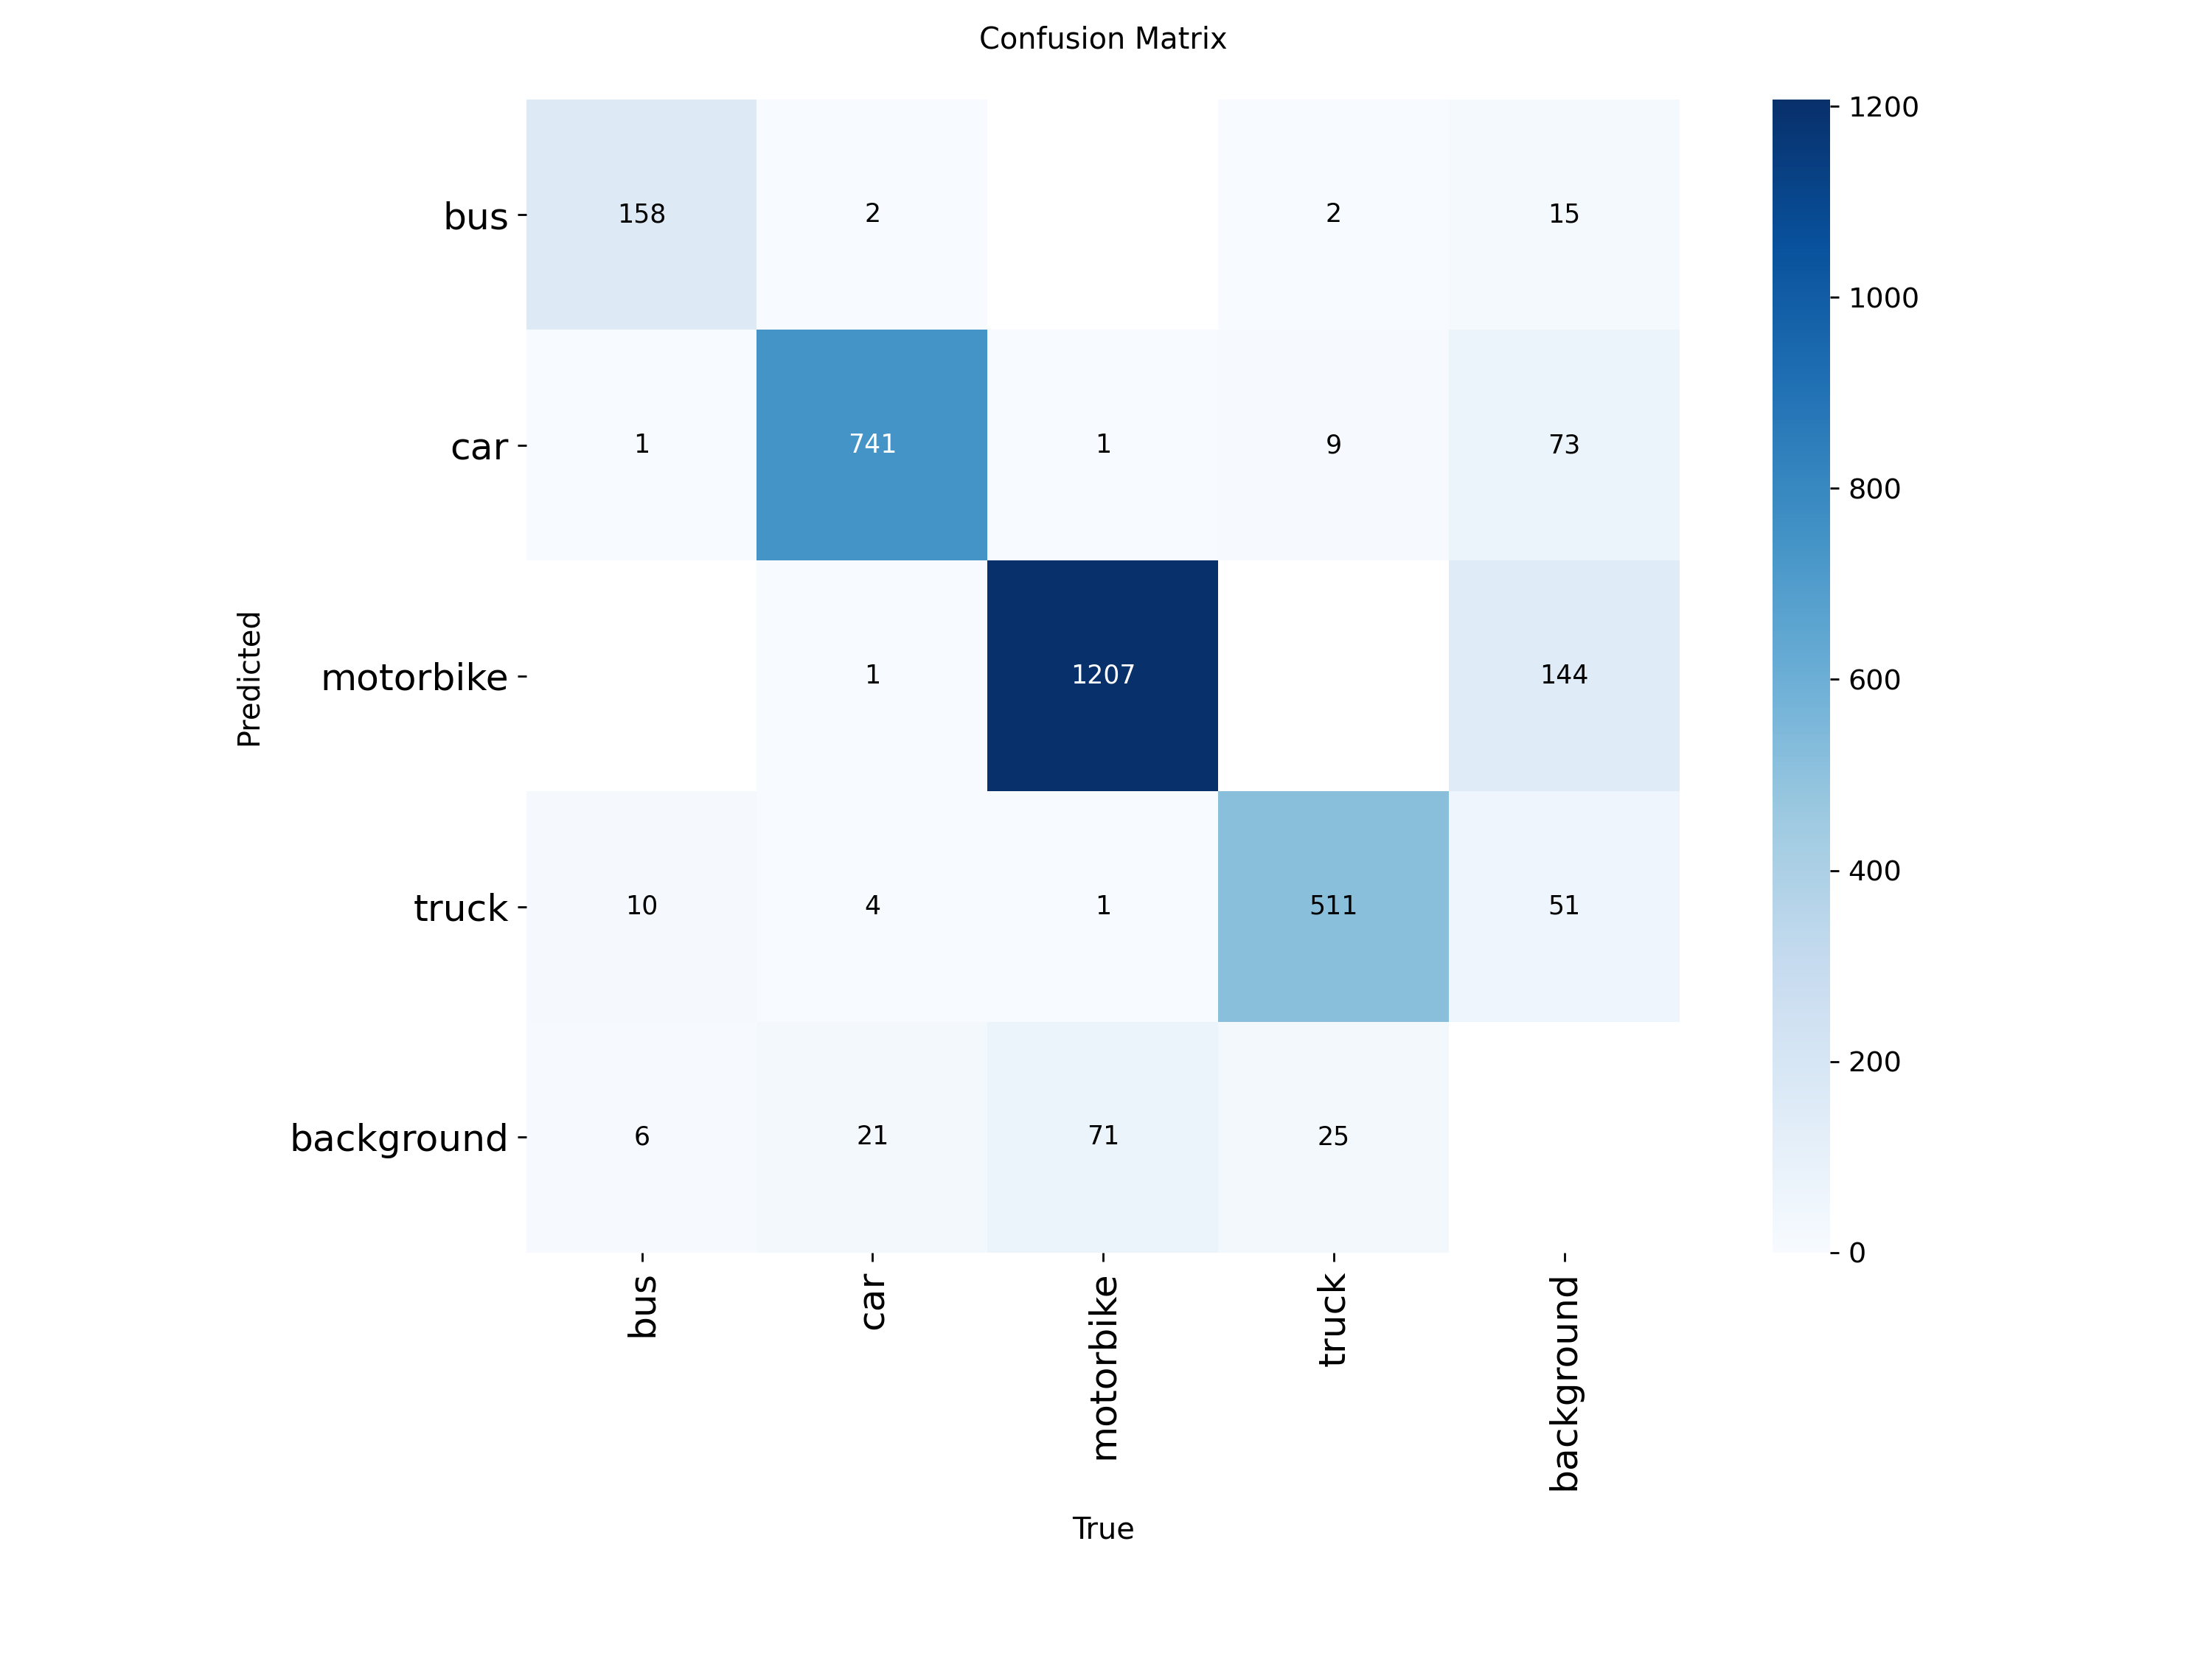 Confusion Matrix
bus 158 2 2 15
car 1 741 1 9 73
motorbike 1 1207 144
truck 10 4 1 511 51
background 6 21 71 25
Predicted
bus car motorbike truck background
True
1200
1000
800
600
400
200
0